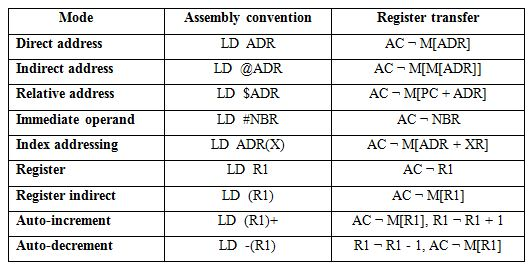 Mode Assembly convention Register transfer
Direct address LD ADR AC ¬ M[ADR]
Indirect address LD @ADR AC ¬ M[M[ADR]]
Relative address LD $ADR AC ¬ M[PC + ADR]
Immediate operand LD #NBR AC ¬ NBR
Index addressing LD ADR(X) AC ¬ M[ADR + XR]
Register LD R1 AC ¬ R1
Register indirect LD (R1) AC ¬ M[R1]
Auto-increment LD (R1)+ AC ¬ M[R1], R1 ¬ R1 + 1
Auto-decrement LD -(R1) R1 ¬ R1 - 1, AC ¬ M[R1]